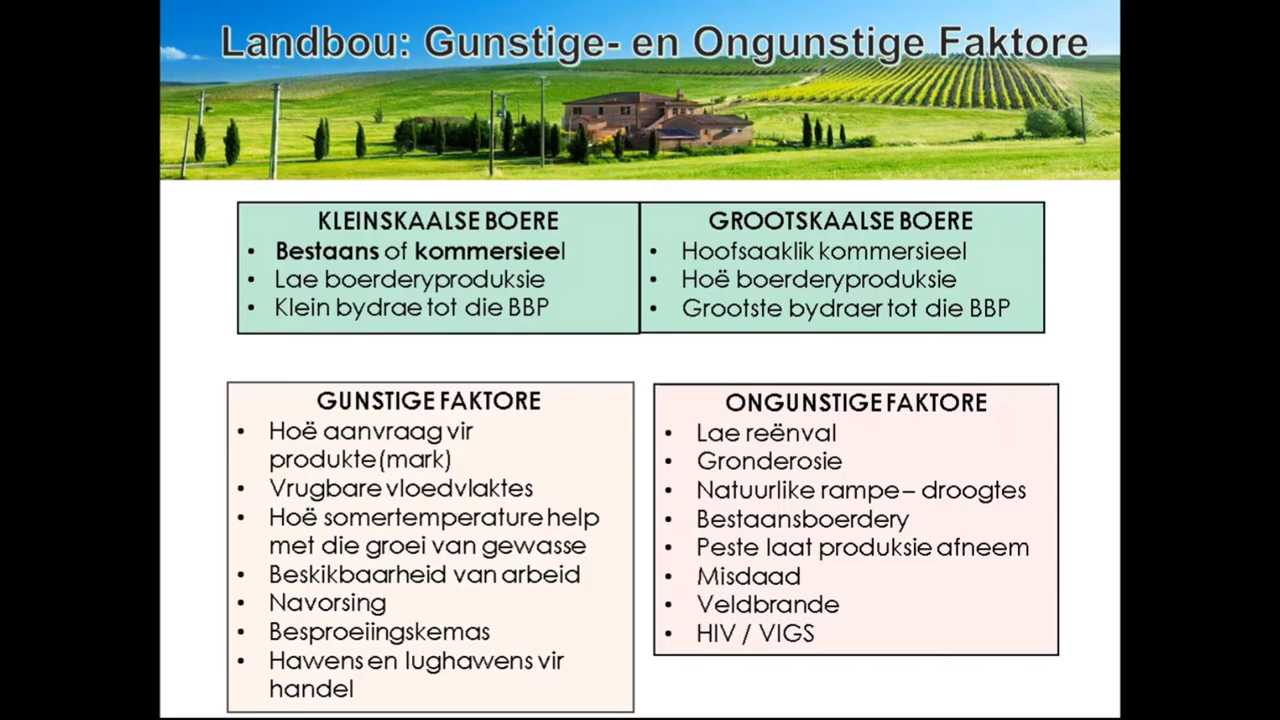 Landbou: Gunstige- en Ongunstige Faktore
KLEINSKAALSE BOERE
• Bestaans of kommersieel
• Lae boerderyproduksie
• Klein bydrae tot die BBP
GROOTSKAALSE BOERE
• Hoofsaaklik kommersieel
• Hoë boerderyproduksie
• Grootste bydraer tot die BBP
GUNSTIGE FAKTORE
• Hoë aanvraag vir
produkte (mark)
• Vrugbare vloedvlaktes
• Hoë somertemperature help
met die groei van gewasse
• Beskikbaarheid van arbeid
• Navorsing
• Besproeiingskemas
• Hawens en lughawens vir
handel
ONGUNSTIGE FAKTORE
• Lae reënval
• Gronderosie
• Natuurlike rampe – droogtes
• Bestaansboerdery
• Peste laat produksie afneem
• Misdaad
• Veldbrande
• HIV / VIGS